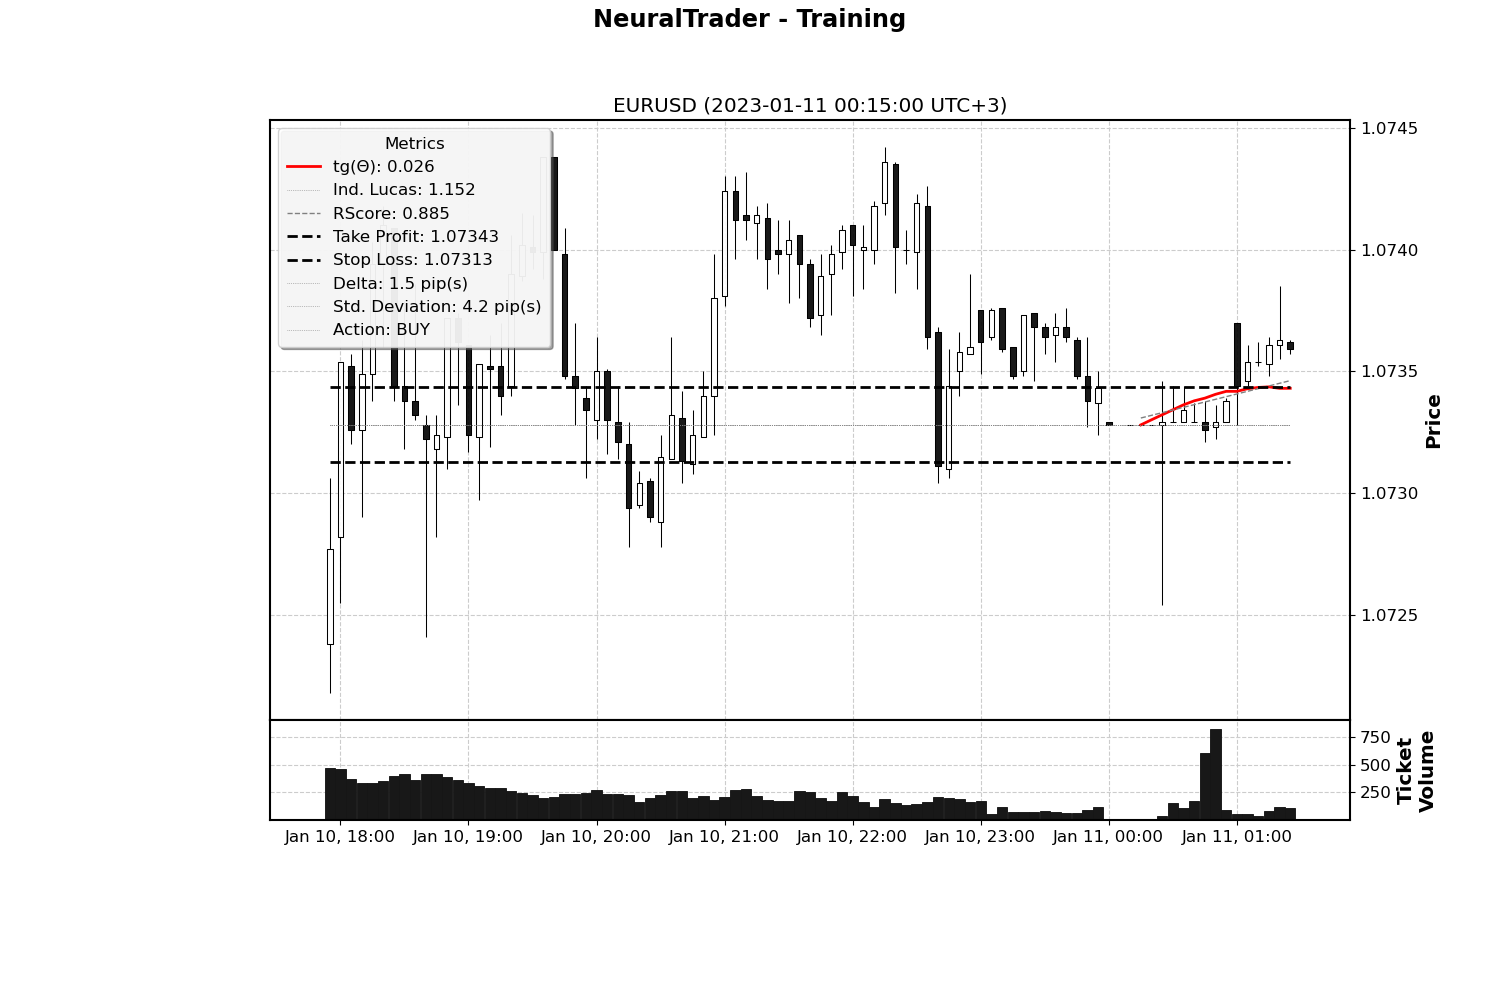 NeuralTrader - Training
EURUSD (2023-01-11 00:15:00 UTC+3)
Metrics
tg(Θ): 0.026
Ind. Lucas: 1.152
RScore: 0.885
Take Profit: 1.07343
Stop Loss: 1.07313
Delta: 1.5 pip(s)
Std. Deviation: 4.2 pip(s)
Action: BUY
1.0745
1.0740
1.0735
1.0730
1.0725
Price
750
500
250
Ticket
Volume
Jan 10, 18:00
Jan 10, 19:00
Jan 10, 20:00
Jan 10, 21:00
Jan 10, 22:00
Jan 10, 23:00
Jan 11, 00:00
Jan 11, 01:00